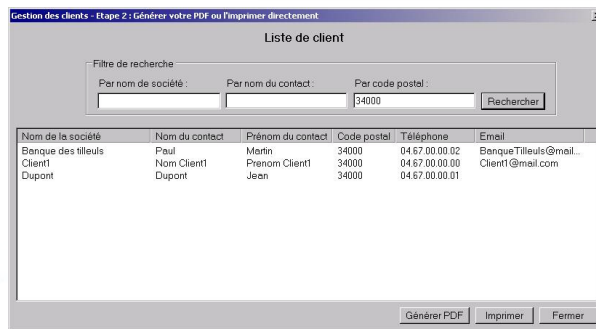 Gestion des clients - Etape 2 : Générer votre PDF ou l'imprimer directement
Liste de client
Filtre de recherche
Par nom de société : Par nom du contact : Par code postal :
34000 Rechercher
Nom de la société Nom du contact Prénom du contact Code postal Téléphone Email
Banque des tilleuls Paul Martin 34000 04.67.00.00.02 BanqueTilleuls@mail...
Client1 Nom Client1 Prenom Client1 34000 04.67.00.00.00 Client1@mail.com
Dupont Dupont Jean 34000 04.67.00.00.01
Générer PDF Imprimer Fermer